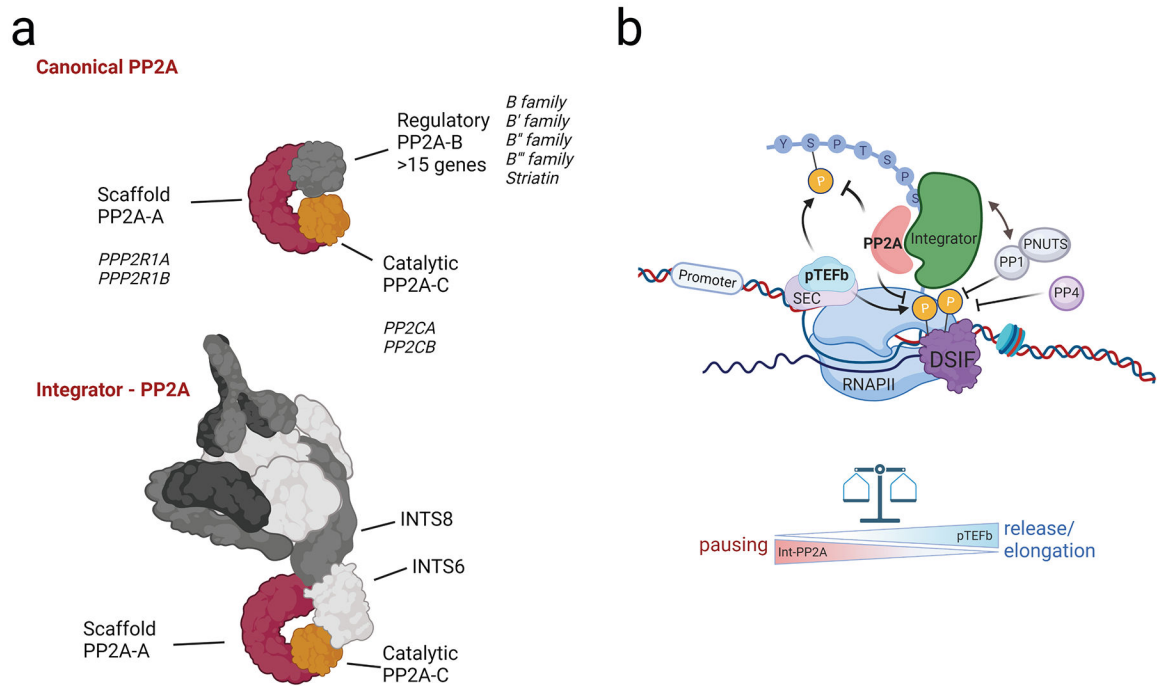 a
Canonical PP2A
Regulatory
PP2A-B
>15 genes
B family
B' family
B" family
B"' family
Striatin
Scaffold
PP2A-A
PPP2R1A
PPP2R1B
Catalytic
PP2A-C
PP2CA
PP2CB
Integrator - PP2A
INTS8
INTS6
Scaffold
PP2A-A
Catalytic
PP2A-C
b
Y S P T S P S
P
PP2A
Integrator
PNUTS
PP1
PP4
Promoter
pTEFb
SEC
P P
DSIF
RNAPII
pausing
pTEFb
Int-PP2A
release/
elongation